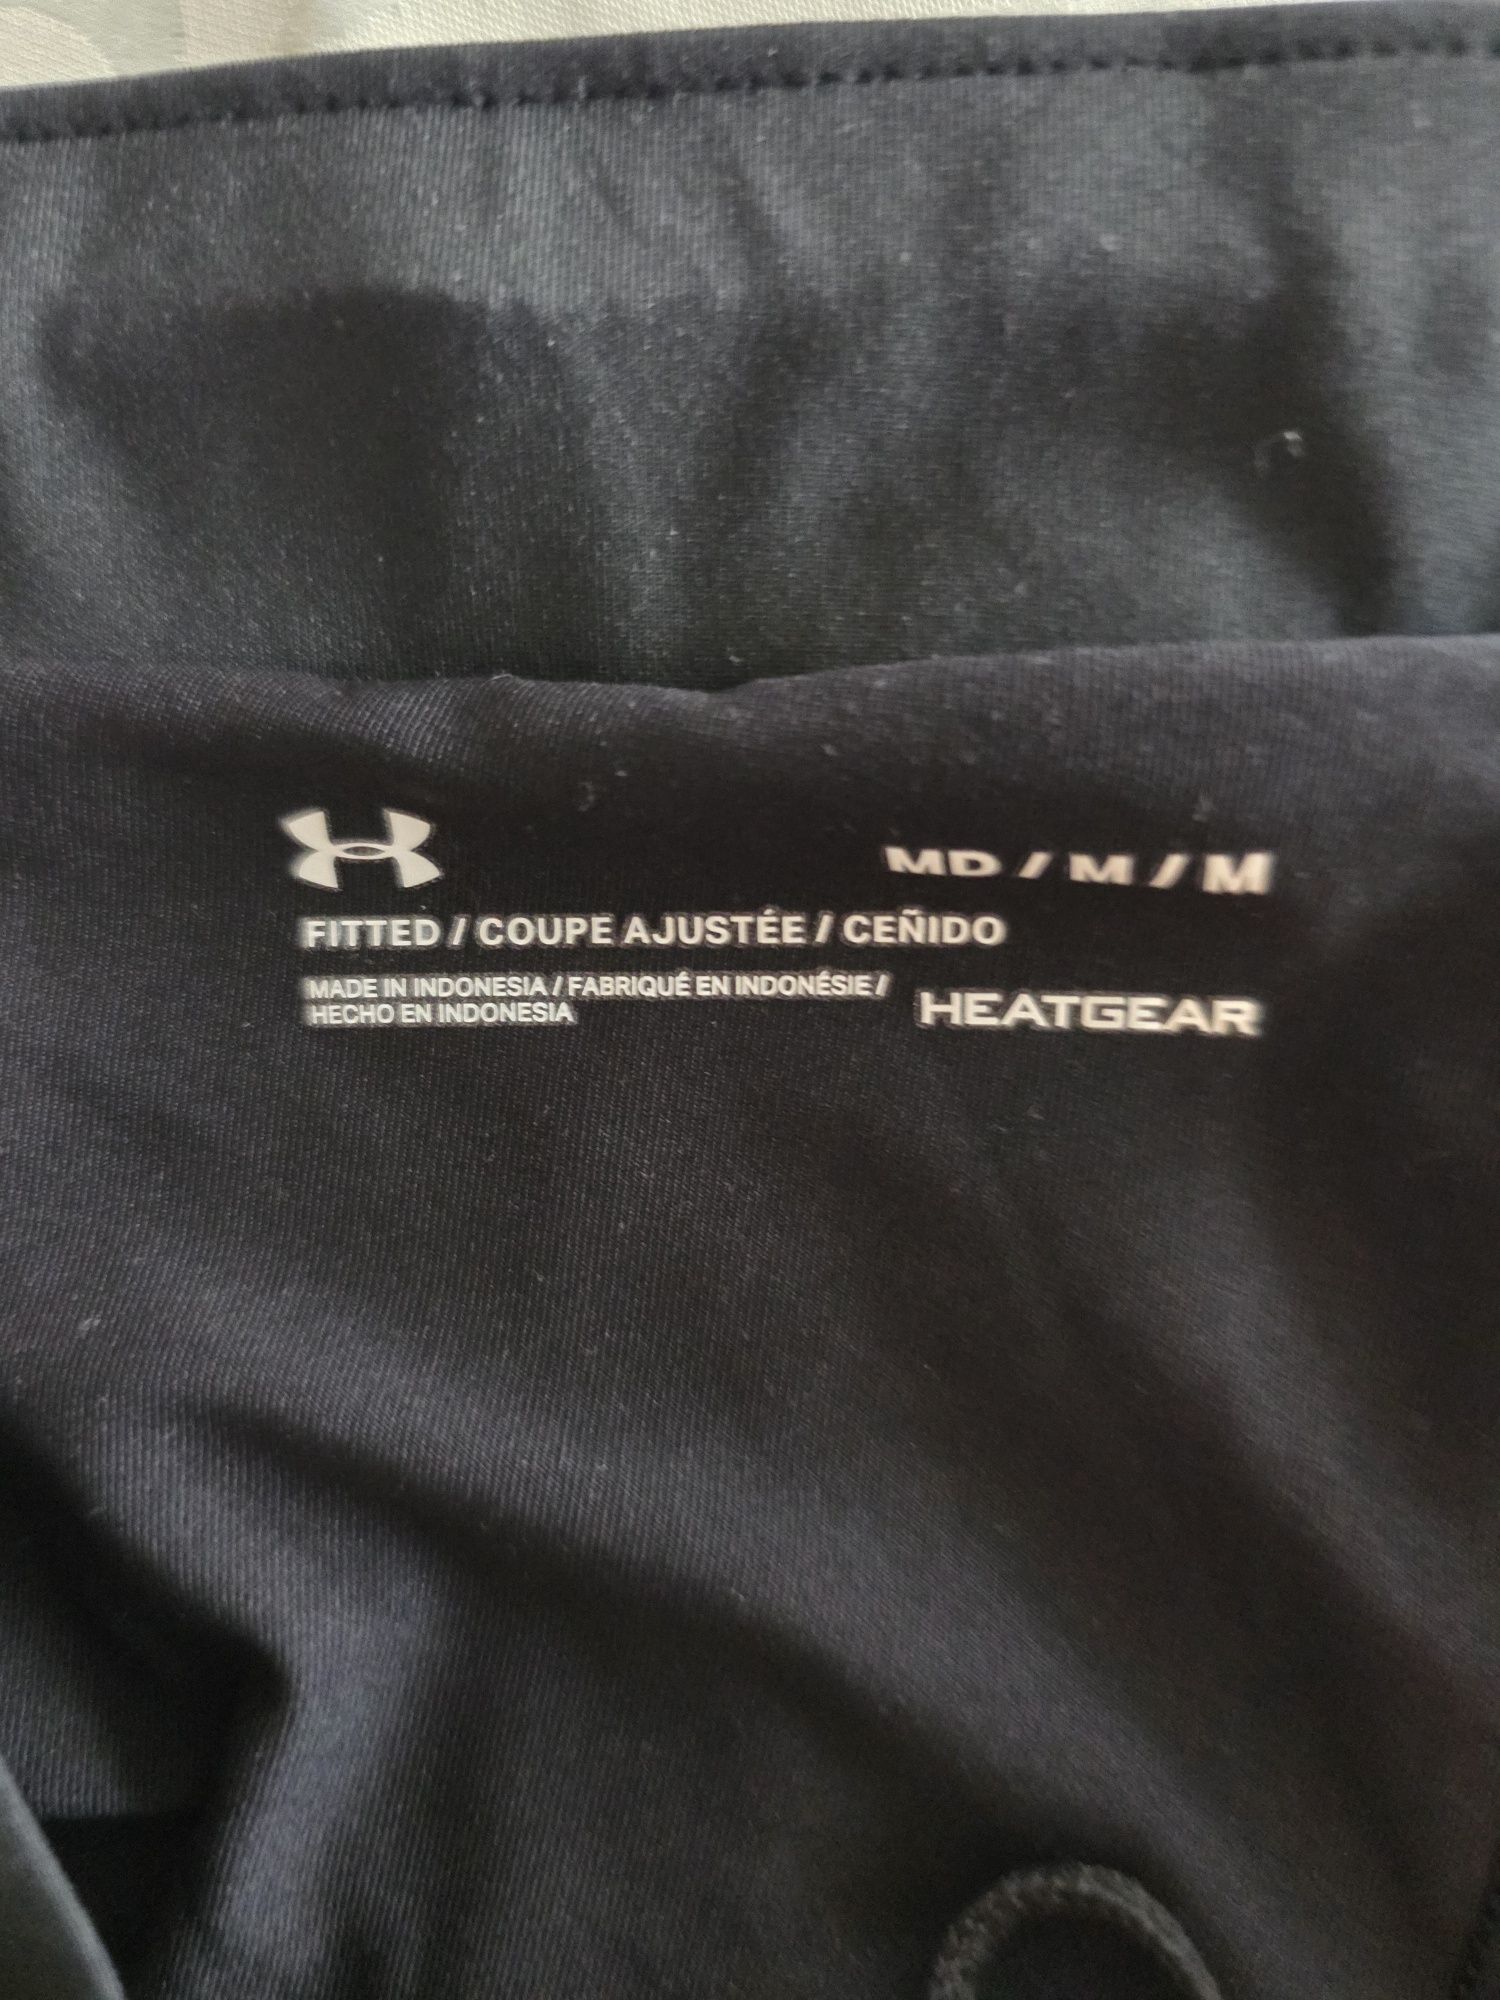 MD / M / M
FITTED / COUPE AJUSTÉE / CEÑIDO
MADE IN INDONESIA / FABRIQUÉ EN INDONÉSIE /
HECHO EN INDONESIA
HEATGEAR